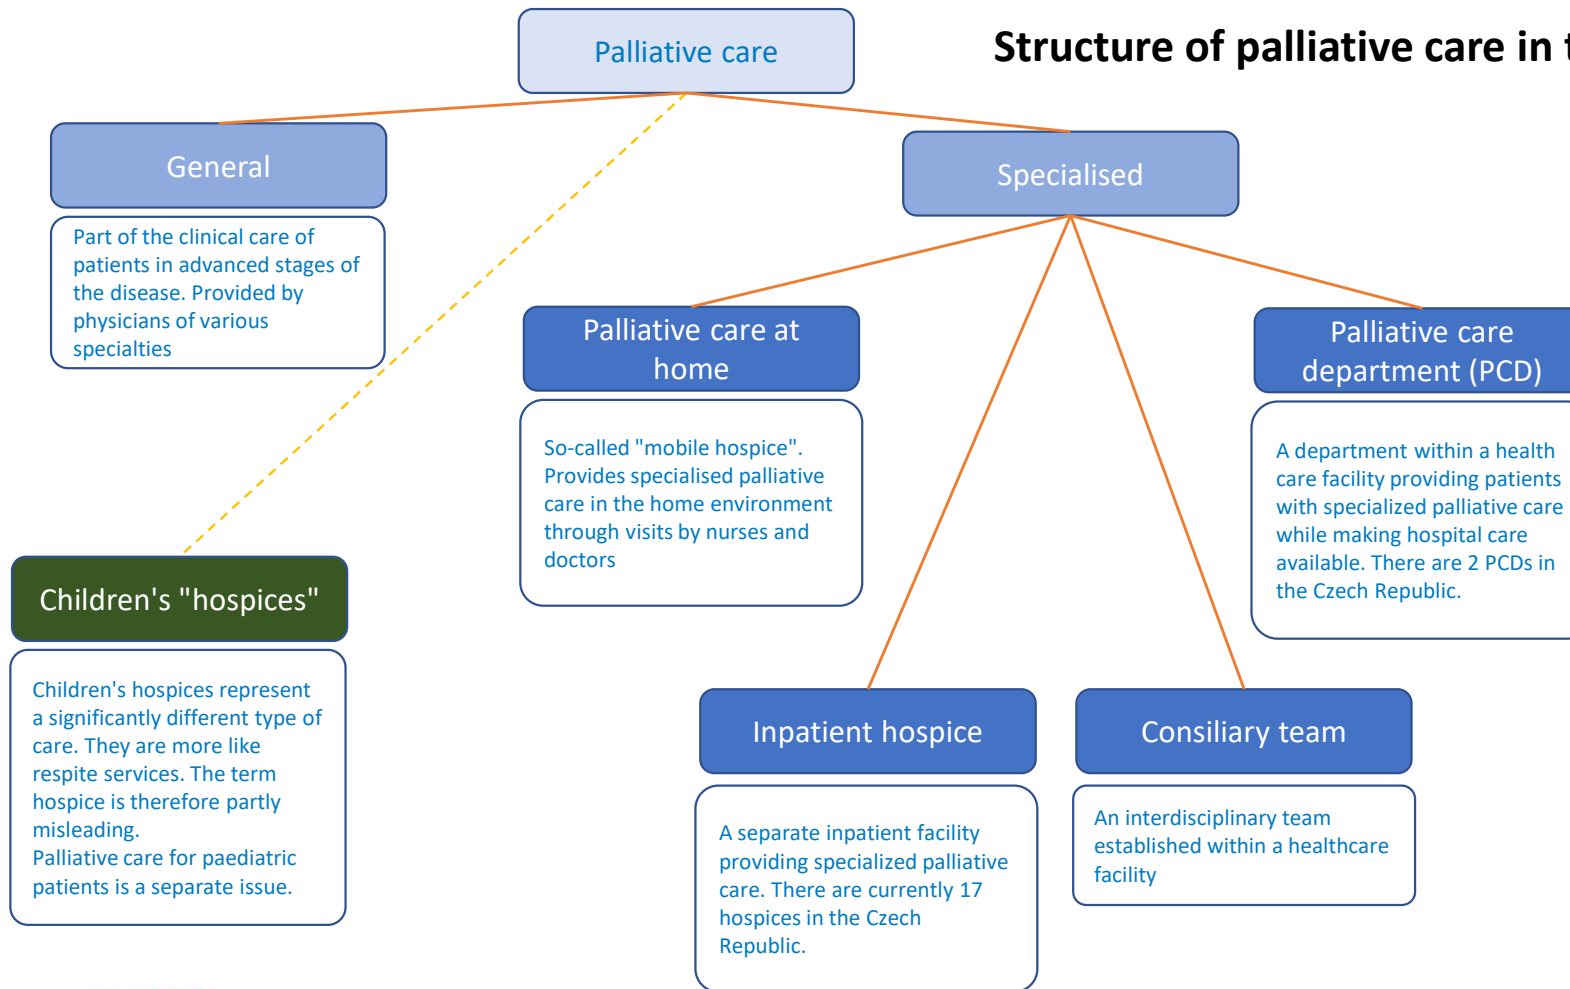 Palliative care
Structure of palliative care in
General
Specialised
Part of the clinical care of
patients in advanced stages of
the disease. Provided by
physicians of various
specialties
Palliative care at
home
Palliative care
department (PCD)
So-called "mobile hospice".
Provides specialised palliative
care in the home environment
through visits by nurses and
doctors
A department within a health
care facility providing patients
with specialized palliative care
while making hospital care
available. There are 2 PCDs in
the Czech Republic.
Children's "hospices"
Children's hospices represent
a significantly different type of
care. They are more like
respite services. The term
hospice is therefore partly
misleading.
Palliative care for paediatric
patients is a separate issue.
Inpatient hospice
Consiliary team
A separate inpatient facility
providing specialized palliative
care. There are currently 17
hospices in the Czech
Republic.
An interdisciplinary team
established within a healthcare
facility